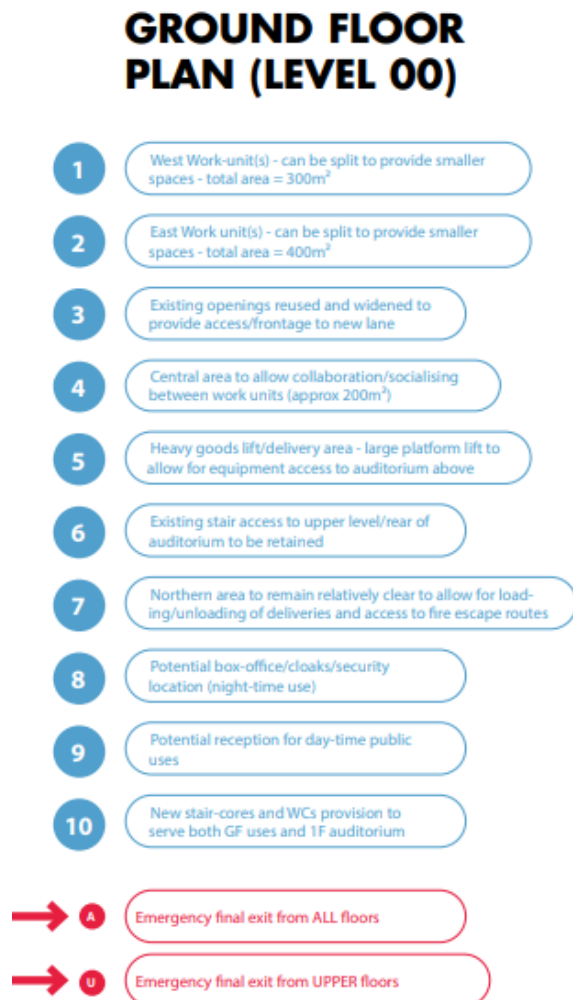 GROUND FLOOR
PLAN (LEVEL 00)
1
West Work-unit(s) - can be split to provide smaller
spaces - total area = 300m²
2
East Work unit(s) - can be split to provide smaller
spaces - total area = 400m²
3
Existing openings reused and widened to
provide access/frontage to new lane
4
Central area to allow collaboration/socialising
between work units (approx 200m²)
5
Heavy goods lift/delivery area - large platform lift to
allow for equipment access to auditorium above
6
Existing stair access to upper level/rear of
auditorium to be retained
7
Northern area to remain relatively clear to allow for load-
ing/unloading of deliveries and access to fire escape routes
8
Potential box-office/cloaks/security
location (night-time use)
9
Potential reception for day-time public
uses
10
New stair-cores and WCs provision to
serve both GF uses and 1F auditorium
A
Emergency final exit from ALL floors
U
Emergency final exit from UPPER floors